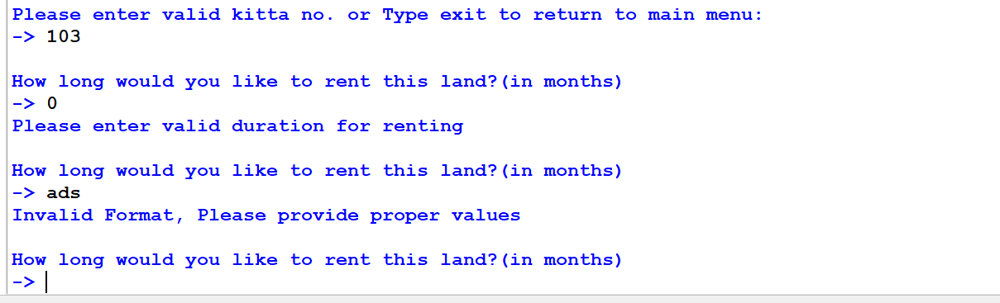 Please enter valid kitta no. or Type exit to return to main menu:
-> 103
How long would you like to rent this land?(in months)
-> 0
Please enter valid duration for renting
How long would you like to rent this land?(in months)
-> ads
Invalid Format, Please provide proper values
How long would you like to rent this land?(in months)
->